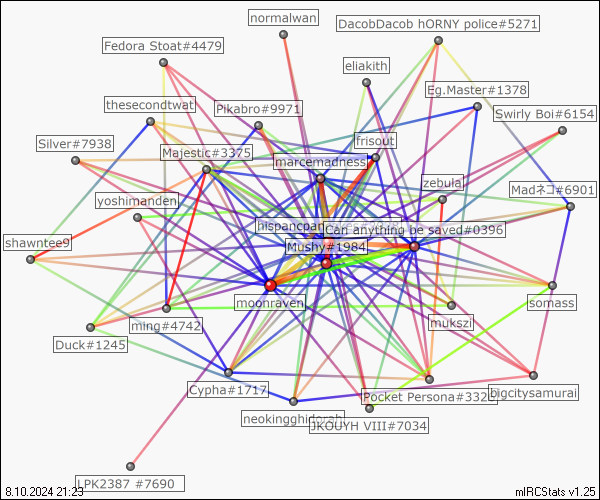 normalwan
DacobDacob hORNY police#5271
Fedora Stoat#4479
eliakith
Eg.Master#1378
thesecondtwat
Pikabro#9971
Swirly Boi#6154
Silver#7938
Majestic#3375
frisout
marcemadness
zebulal
Madネコ#6901
yoshimanden
hispancpan
Can anything be saved#0396
shawntee9
Mushy#1984
moonraven
somass
ming#4742
mukszi
Duck#1245
Cypha#1717
Pocket Persona#332
bigcitysamurai
neokingghidorah
JKOUYH VIII#7034
LPK2387 #7690
8.10.2024 21:23
mIRCStats v1.25